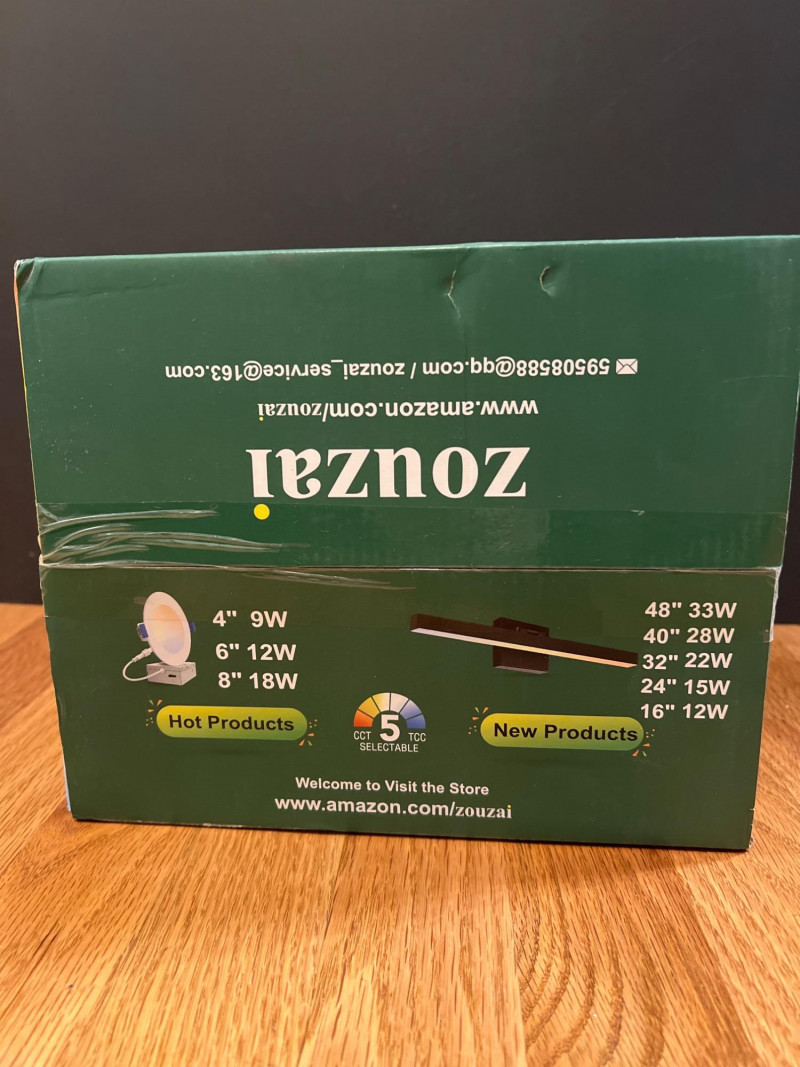 zouzai
www.amazon.com/zouzai
59508588@qq.com / zouzai_service@163.com
4" 9W
6" 12W
8" 18W
Hot Products
5
CCT TCC
SELECTABLE
48" 33W
40" 28W
32" 22W
24" 15W
16" 12W
New Products
Welcome to Visit the Store
www.amazon.com/zouzai